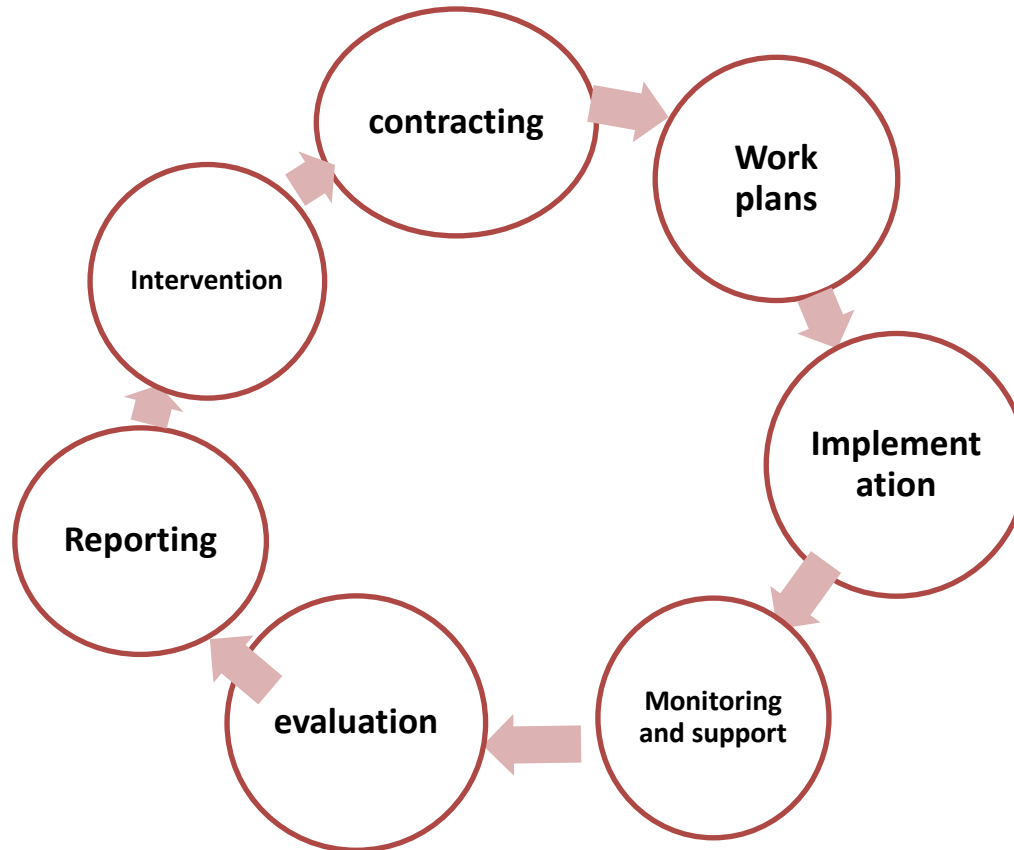 contracting
Work
plans
Implement
ation
Monitoring
and support
evaluation
Reporting
Intervention